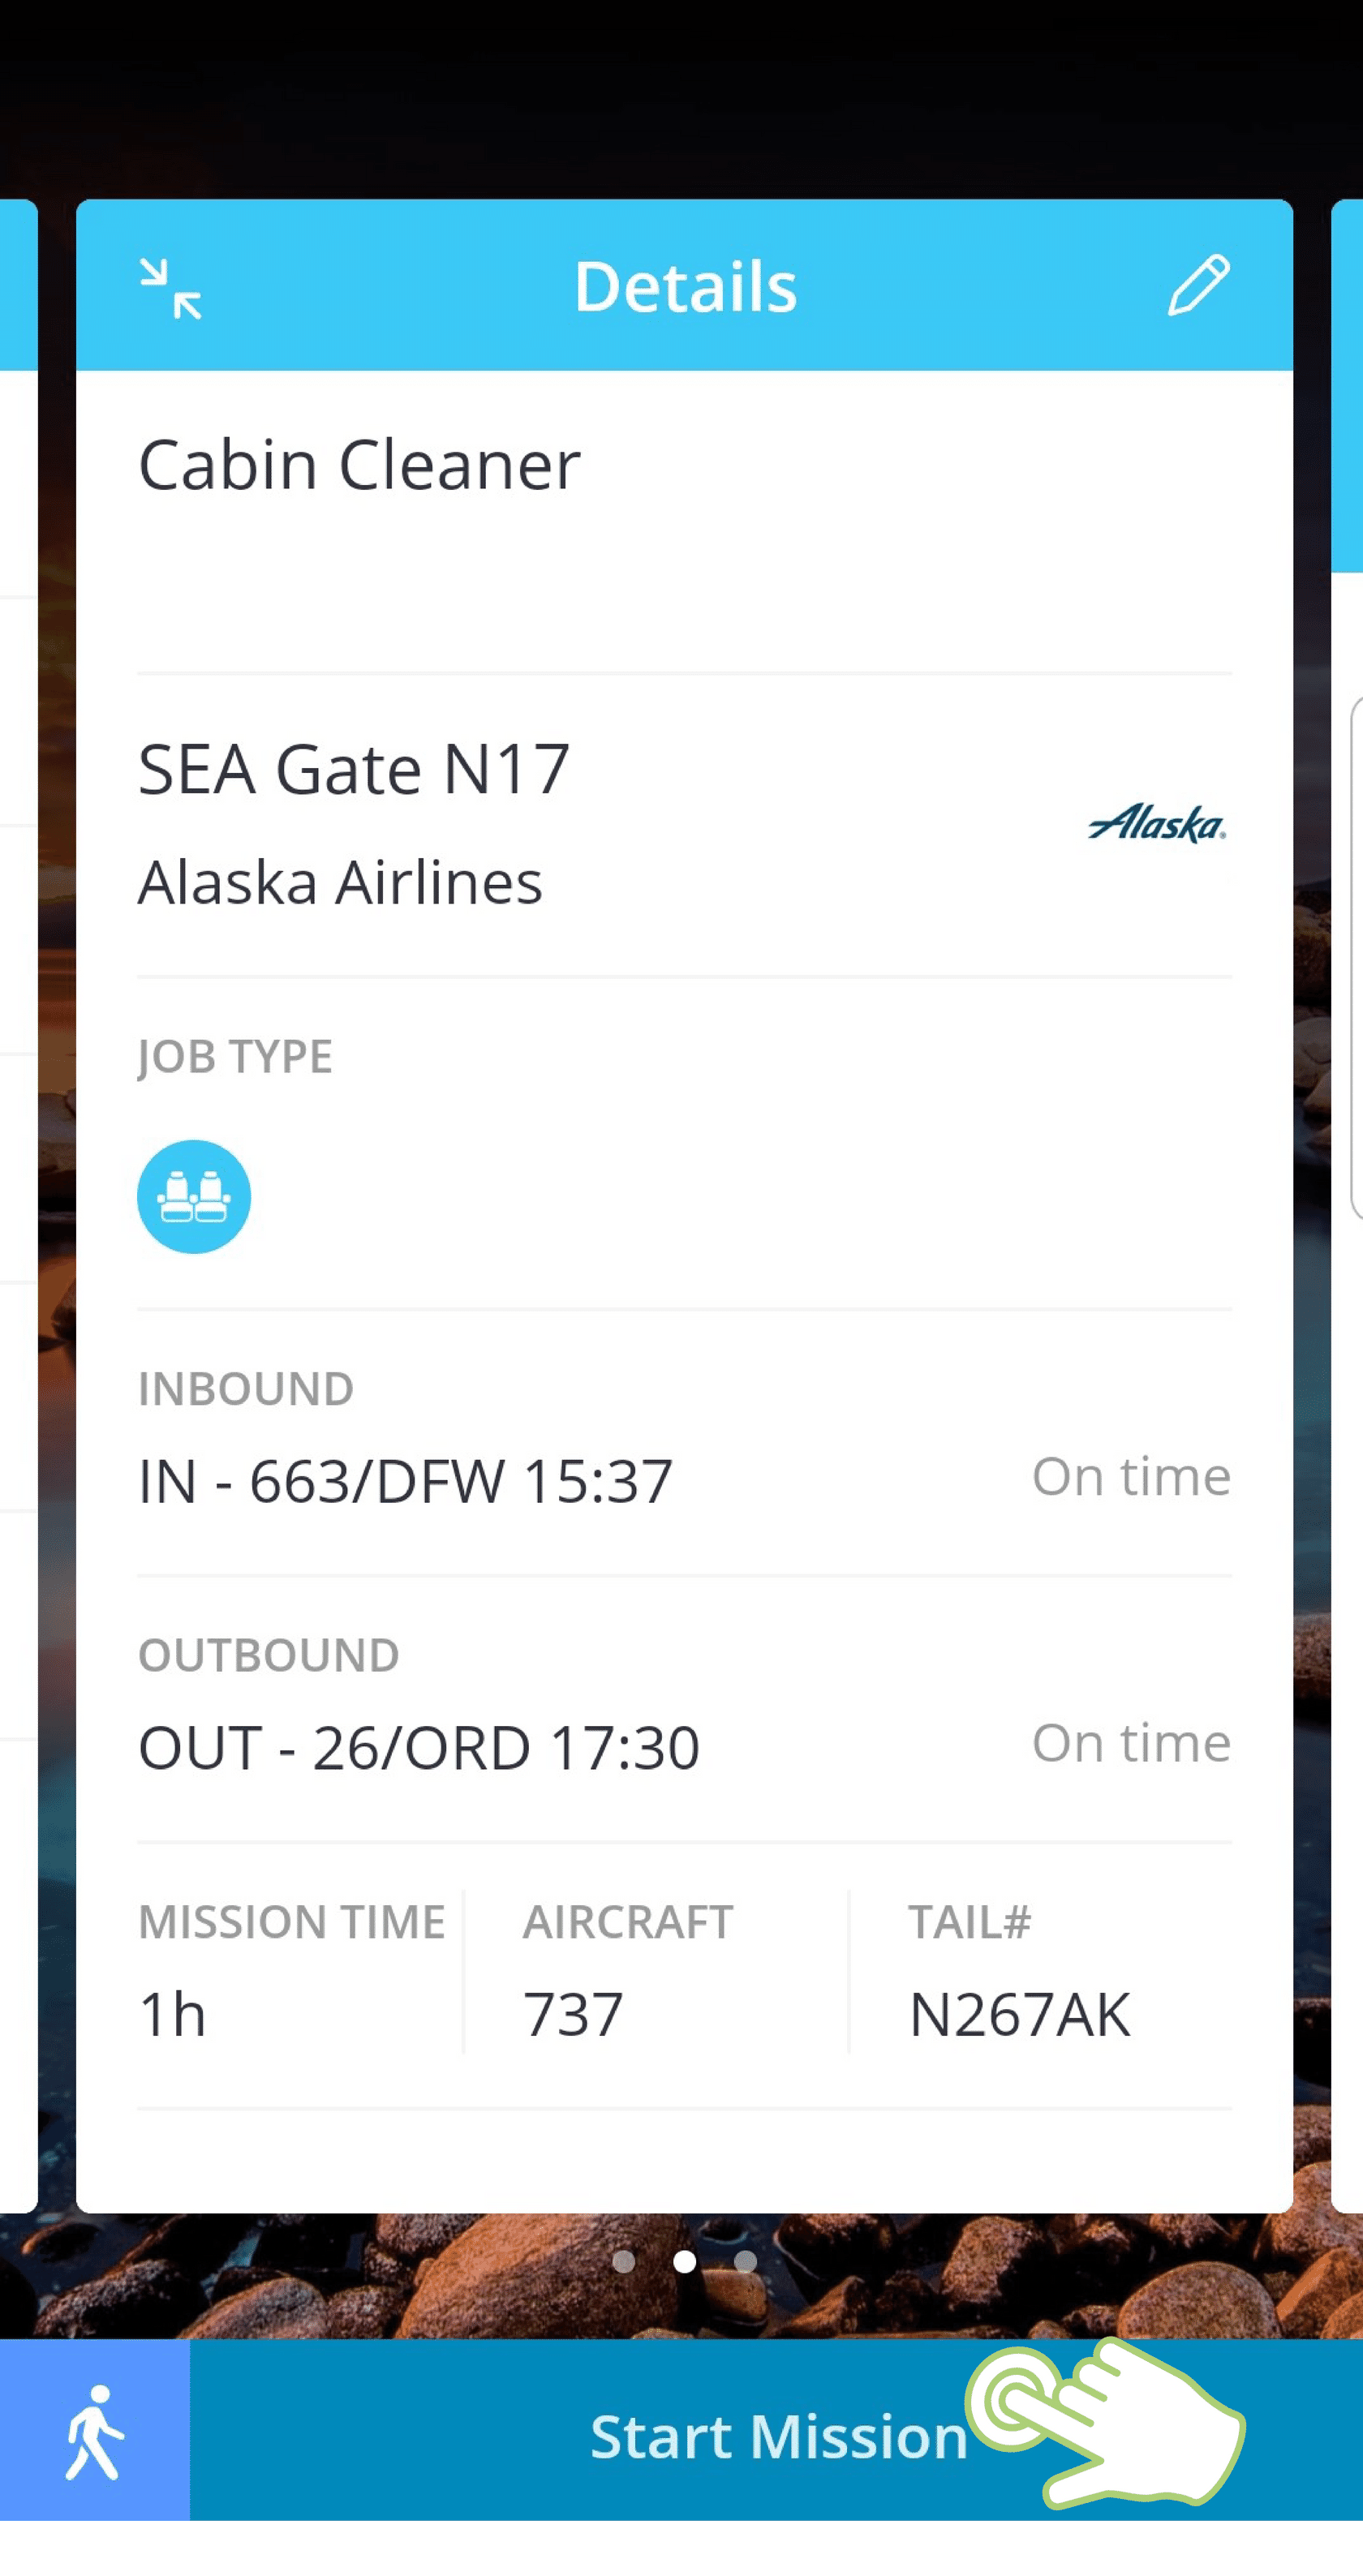 Details
Cabin Cleaner
SEA Gate N17
Alaska Airlines
Alaska
JOB TYPE
INBOUND
IN - 663/DFW 15:37
On time
OUTBOUND
OUT - 26/ORD 17:30
On time
MISSION TIME
AIRCRAFT
TAIL#
1h
737
N267AK
Start Mission